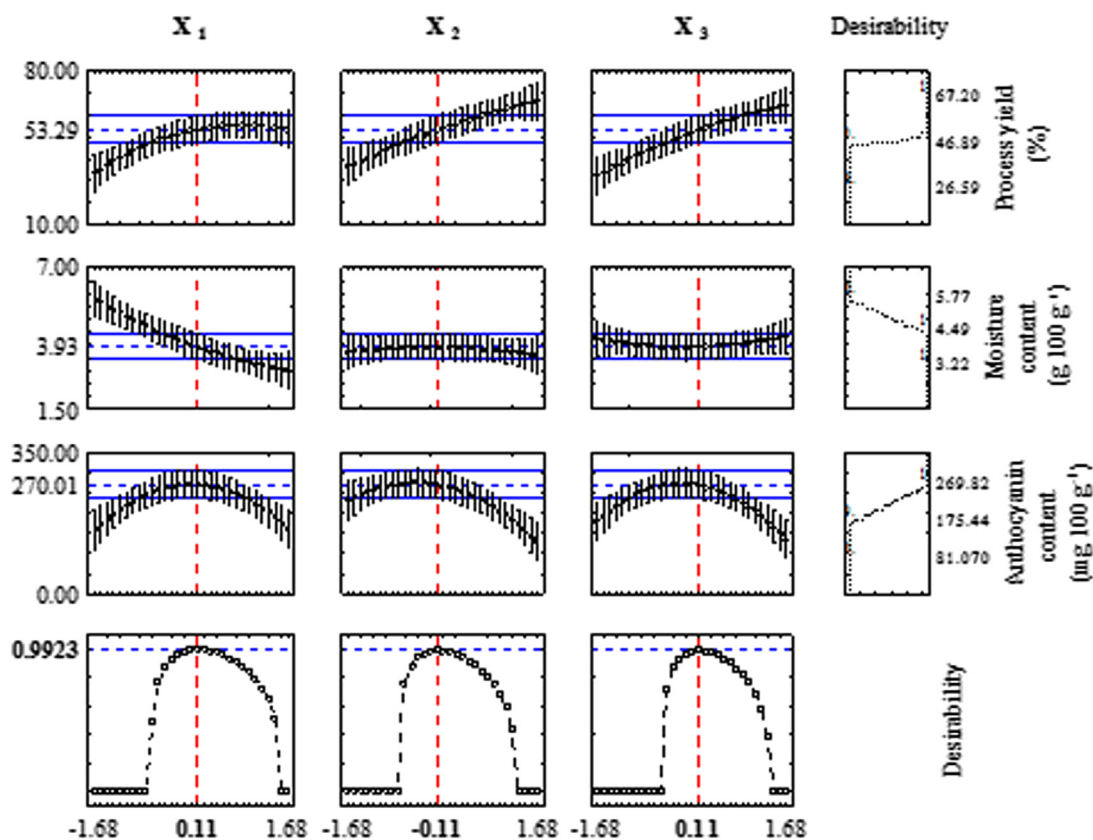 X 1 X 2 X 3 Desirability
80.00
53.29
10.00
67.20
46.89
26.59
Process yield
(%)
7.00
3.93
1.50
5.77
4.49
3.22
Moisture
content
(g 100 g-1)
350.00
270.01
0.00
269.82
175.44
81.070
Anthocyanin
content
(mg 100 g-1)
0.9923
Desirability
-1.68 0.11 1.68 -1.68 -0.11 1.68 -1.68 0.11 1.68